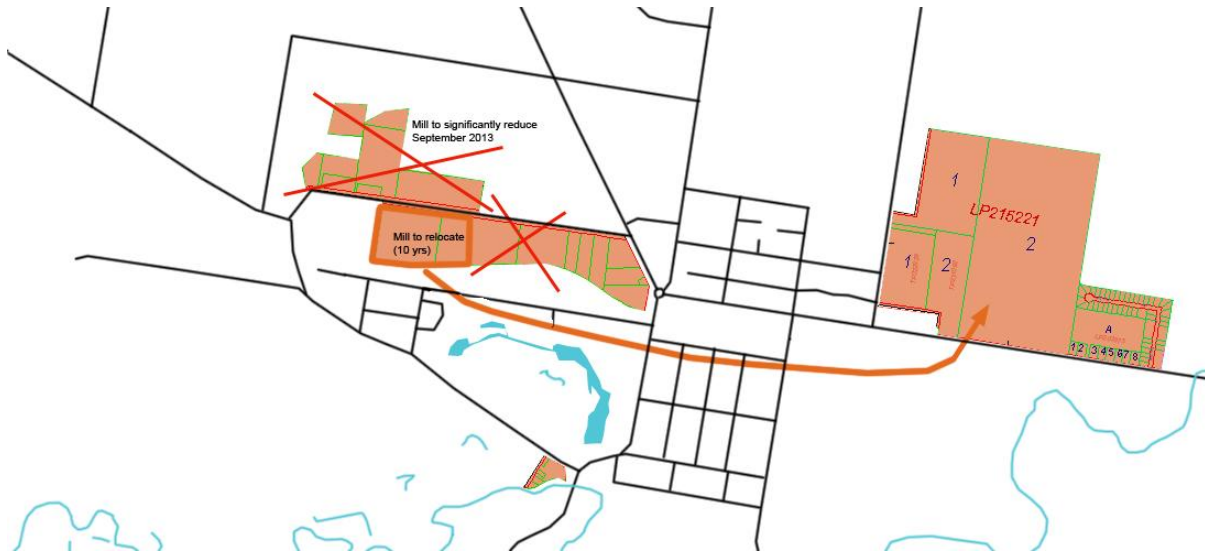 Mill to significantly reduce
September 2013
Mill to relocate
(10 yrs)
1
LP215221
2
1
2
A
1 2 3 4 5 6 7 8